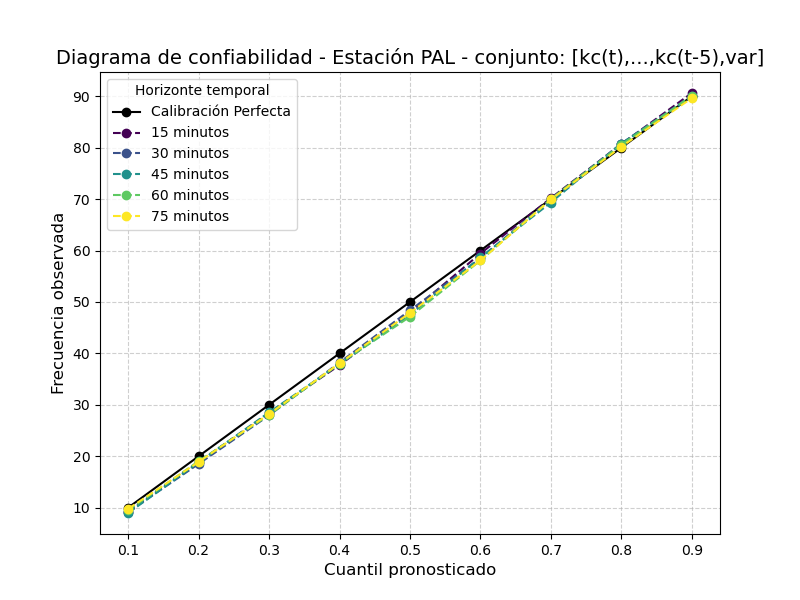 Diagrama de confiabilidad - Estación PAL - conjunto: [kc(t),...,kc(t-5),var]
Horizonte temporal
Calibración Perfecta
15 minutos
30 minutos
45 minutos
60 minutos
75 minutos
Frecuencia observada
90
80
70
60
50
40
30
20
10
0.1 0.2 0.3 0.4 0.5 0.6 0.7 0.8 0.9
Cuantil pronosticado